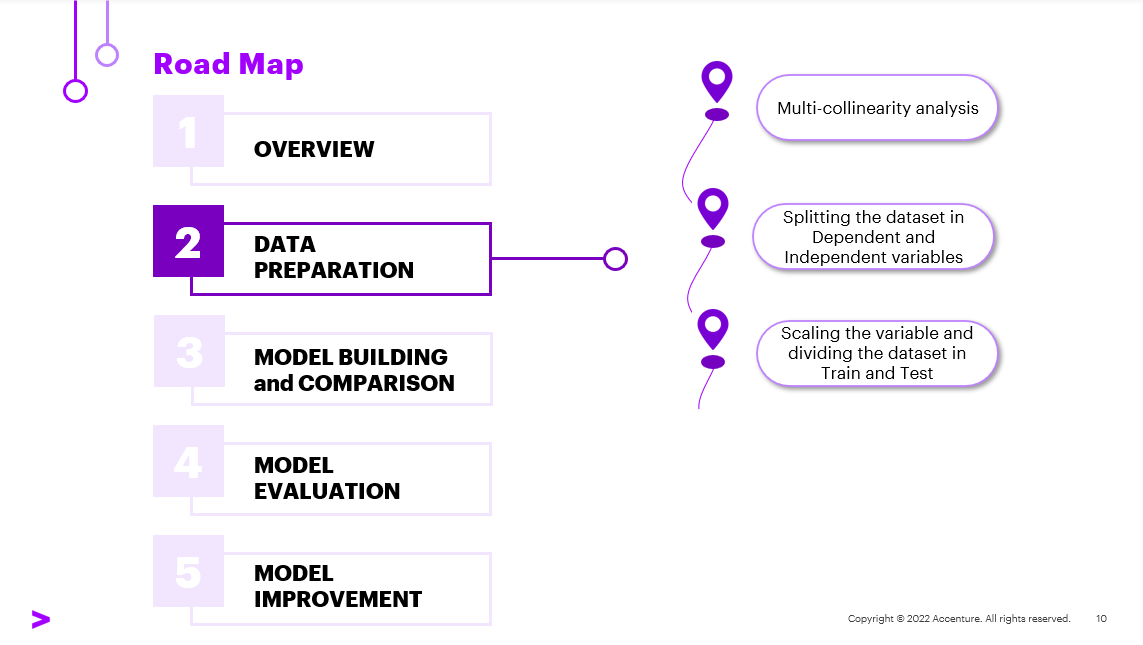 Road Map
1
OVERVIEW
2
DATA
PREPARATION
3
MODEL BUILDING
and COMPARISON
4
MODEL
EVALUATION
5
MODEL
IMPROVEMENT
Multi-collinearity analysis
Splitting the dataset in
Dependent and
Independent variables
Scaling the variable and
dividing the dataset in
Train and Test
>
Copyright © 2022 Accenture. All rights reserved.
10